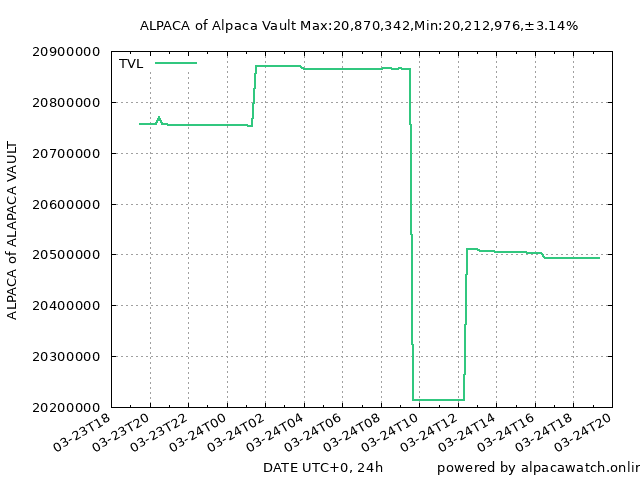 ALPACA of Alpaca Vault Max:20,870,342,Min:20,212,976,±3.14%
TVL
20900000
20800000
20700000
20600000
20500000
20400000
20300000
20200000
ALPACA of ALAPACA VAULT
03-23T18
03-23T20
03-23T22
03-24T00
03-24T02
03-24T04
03-24T06
03-24T08
03-24T10
03-24T12
03-24T14
03-24T16
03-24T18
03-24T20
DATE UTC+0, 24h
powered by alpacawatch.onlin